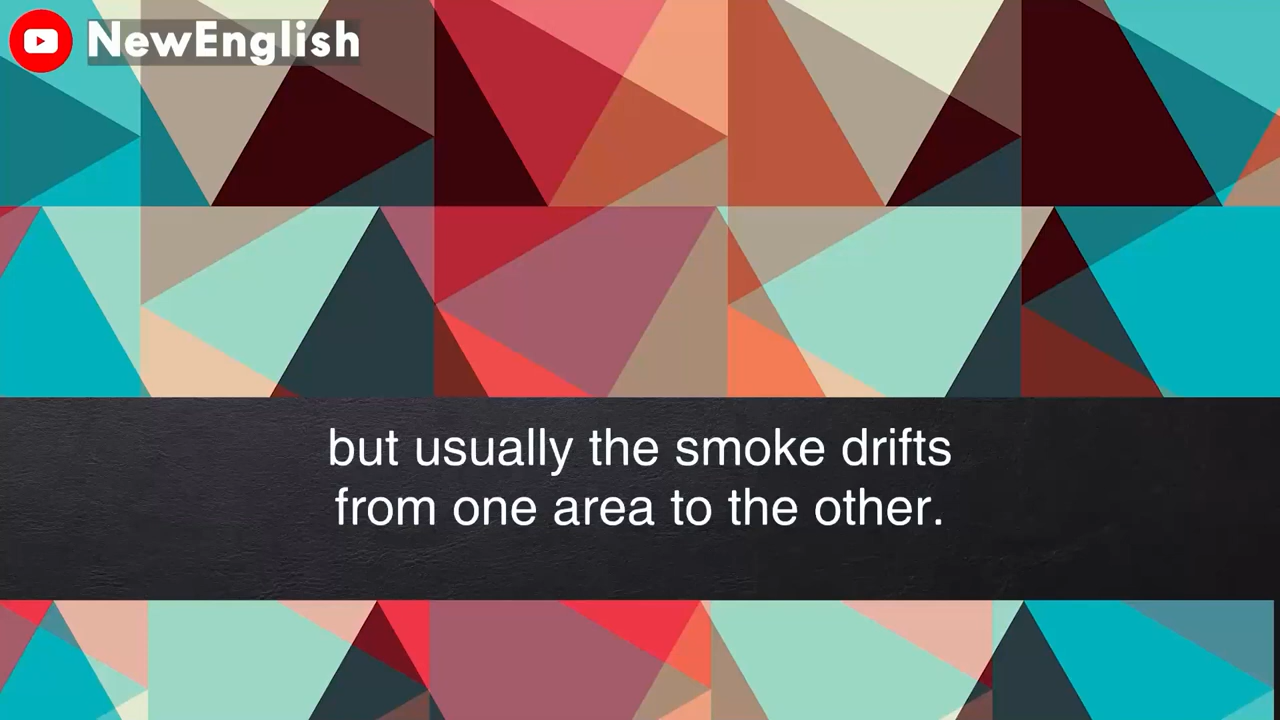 NewEnglish
but usually the smoke drifts
from one area to the other.